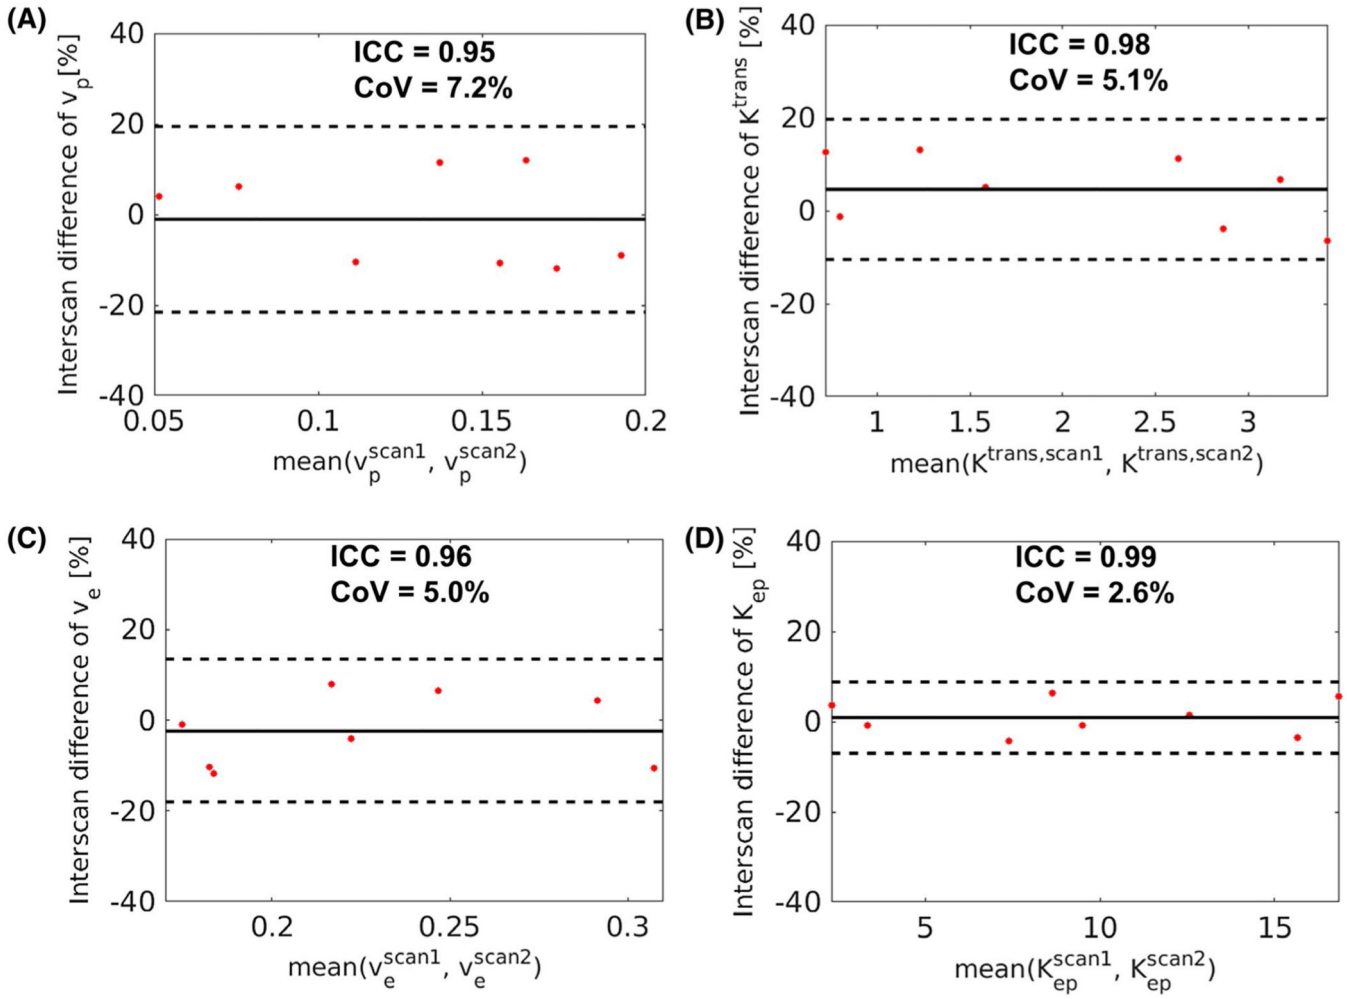 (A)
ICC = 0.95
CoV = 7.2%
Interscan difference of v_p[%]
40
20
0
-20
-40
0.05 0.1 0.15 0.2
mean(v_p^scan1, v_p^scan2)
(B)
ICC = 0.98
CoV = 5.1%
Interscan difference of K^trans [%]
40
20
0
-20
-40
1 1.5 2 2.5 3
mean(K^trans,scan1, K^trans,scan2)
(C)
ICC = 0.96
CoV = 5.0%
Interscan difference of v_e [%]
40
20
0
-20
-40
0.2 0.25 0.3
mean(v_e^scan1, v_e^scan2)
(D)
ICC = 0.99
CoV = 2.6%
Interscan difference of K_ep [%]
40
20
0
-20
-40
5 10 15
mean(K_ep^scan1, K_ep^scan2)